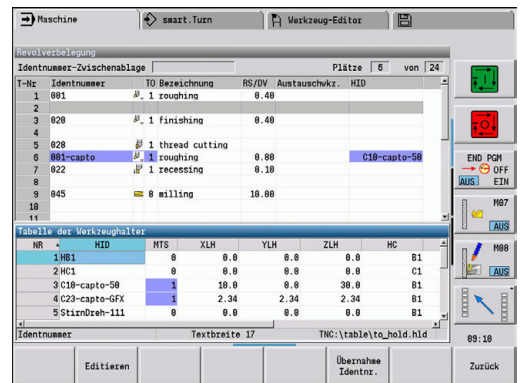 Maschine smart.Turn Werkzeug-Editor
Revolverbelegung
Identnummer-Zwischenablage Plätze 6 von 24
T-Nr Identnummer TO Bezeichnung RS/DV Austauschwkz. HID
1 001 1 roughing 0.40
2
3 020 1 finishing 0.40
4
5 028 1 thread cutting
6 001-capto 1 roughing 0.80 C10-capto-50
7 022 1 recessing 0.10
8
9 045 8 milling 10.00
10
11
Tabelle der Werkzeughalter
NR HID MTS XLH YLH ZLH HC
1 HB1 0 0.0 0.0 0.0 B1
2 HC1 0 0.0 0.0 0.0 C1
3 C10-capto-50 1 10.0 0.0 30.0 B1
4 C23-capto-GFX 1 2.34 2.34 2.34 B1
5 StirnDreh-111 0 0.0 0.0 0.0 B1
Identnummer Textbreite 17 TNC:\table\to_hold.hld
I
O
END PGM
OFF
AUS EIN
M07
AUS
M08
AUS
09:10
Editieren
Übernahme
Identnr.
Zurück